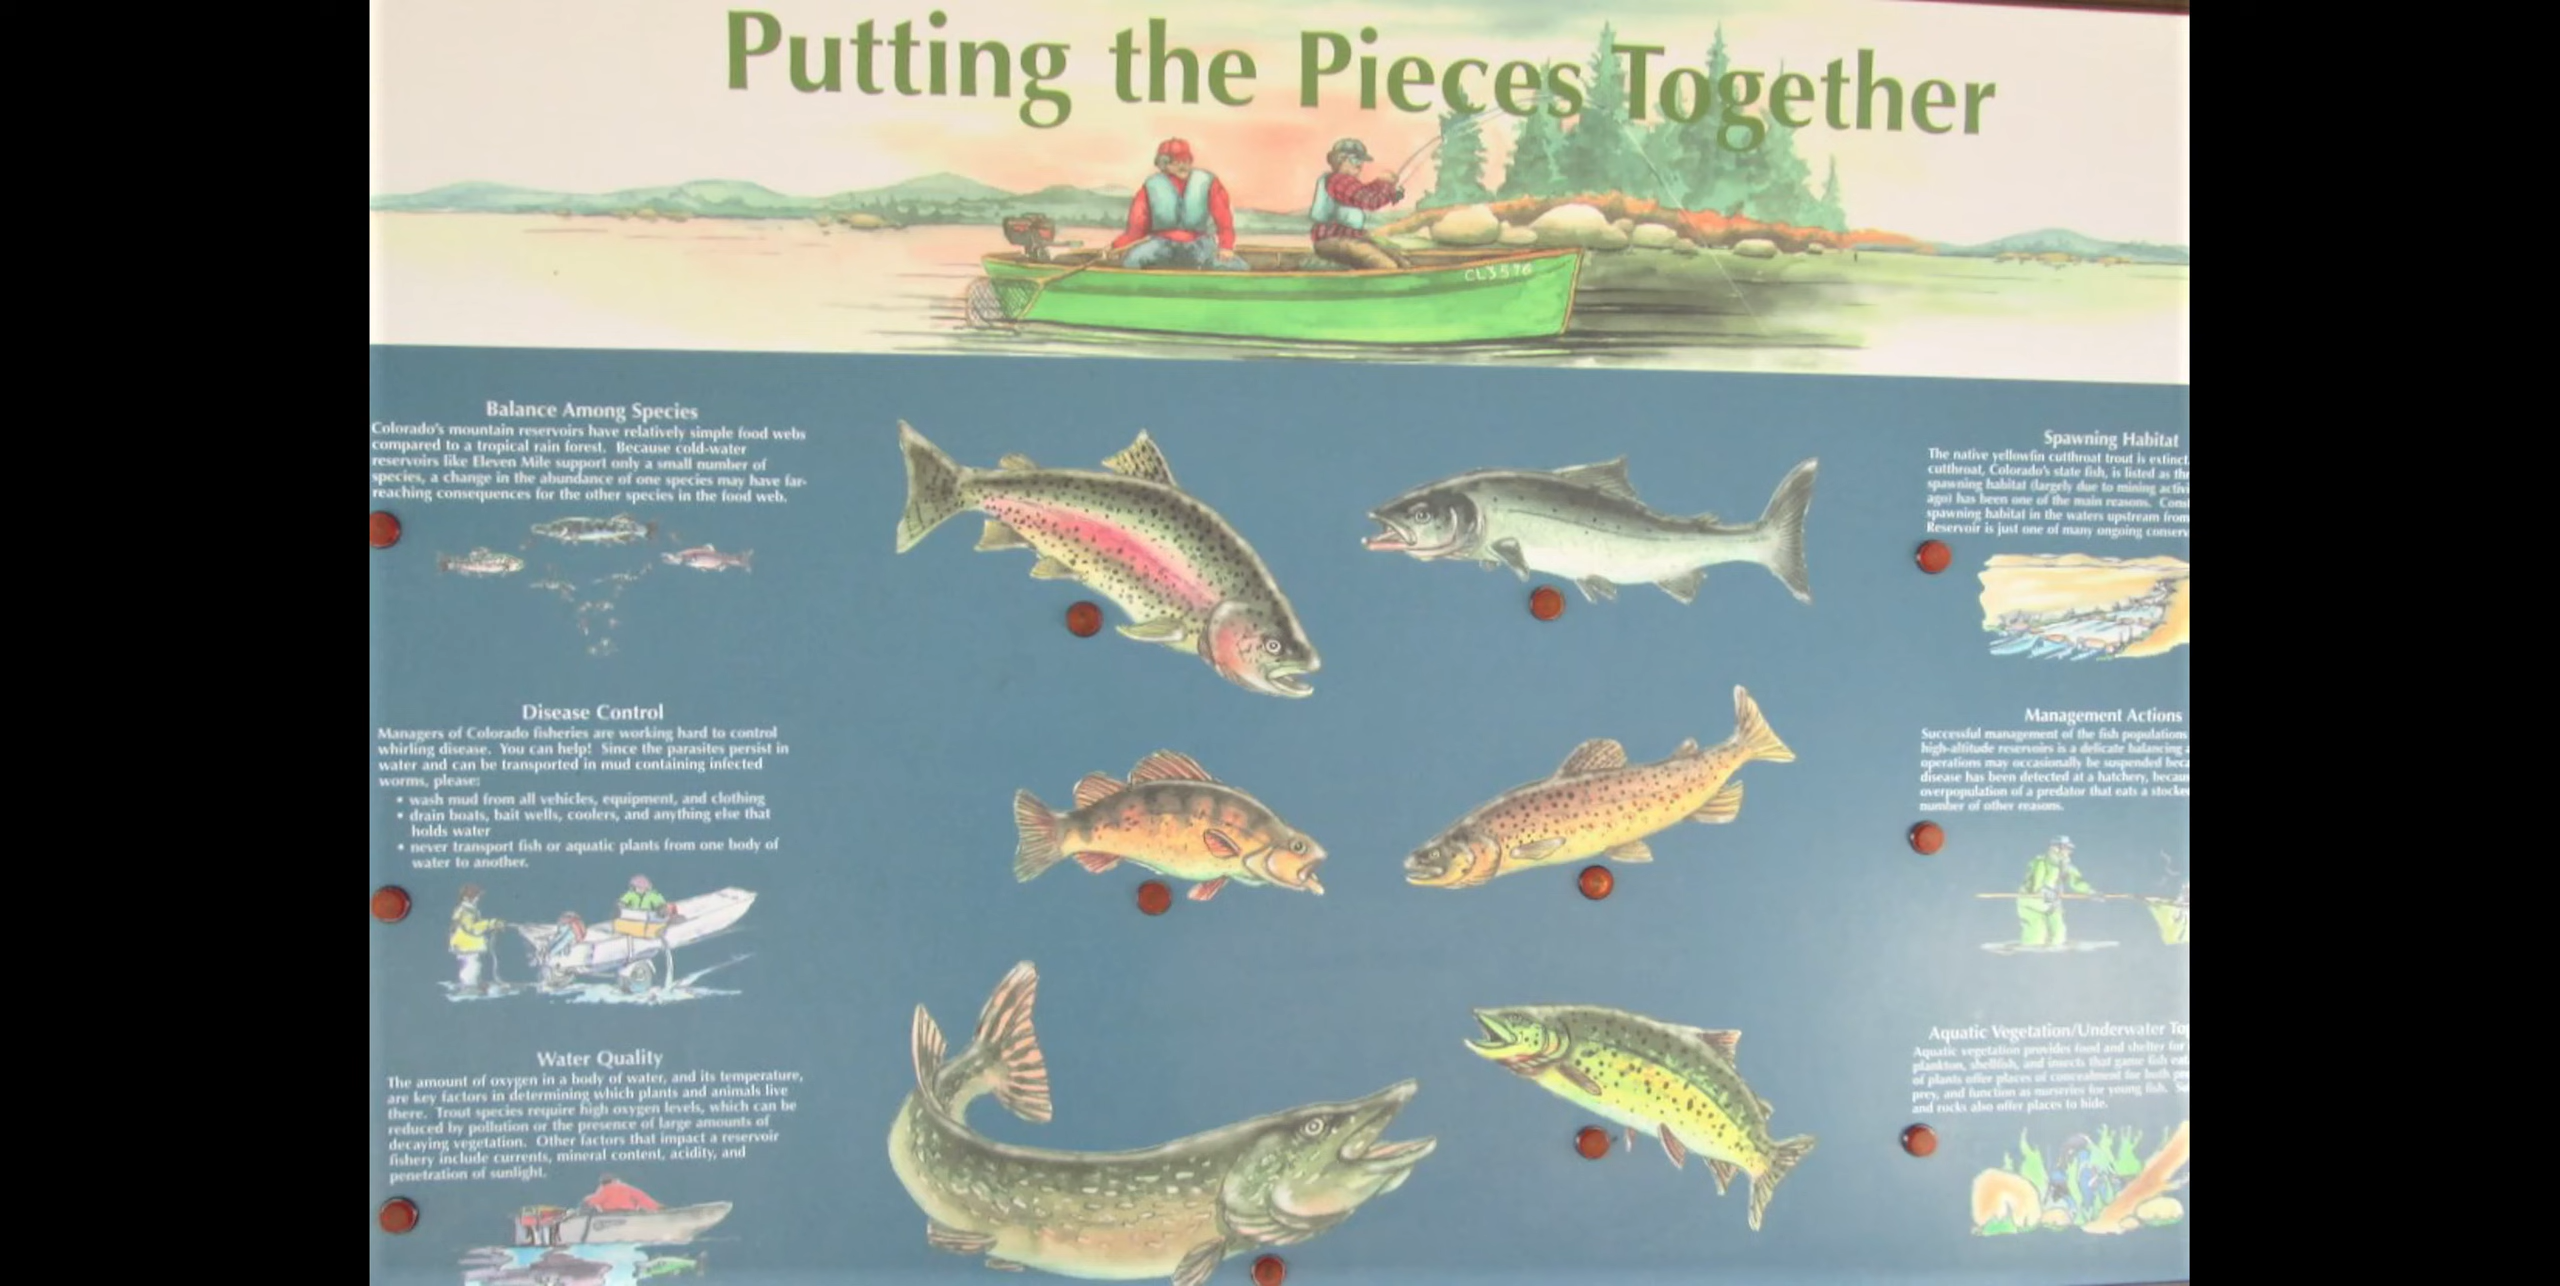 Putting the Pieces Together
CL3576
Balance Among Species
Colorado's mountain reservoirs have relatively simple food webs
compared to a tropical rain forest. Because cold-water
reservoirs like Eleven Mile support only a small number of
species, a change in the abundance of one species may have far-
reaching consequences for the other species in the food web.
Disease Control
Managers of Colorado fisheries are working hard to control
whirling disease. You can help! Since the parasites persist in
water and can be transported in mud containing infected
worms, please:
• wash mud from all vehicles, equipment, and clothing
• drain boats, bait wells, coolers, and anything else that
holds water
• never transport fish or aquatic plants from one body of
water to another.
Water Quality
The amount of oxygen in a body of water, and its temperature,
are key factors in determining which plants and animals live
there. Trout species require high oxygen levels, which can be
reduced by pollution or the presence of large amounts of
decaying vegetation. Other factors that impact a reservoir
fishery include currents, mineral content, acidity, and
penetration of sunlight.
Spawning Habitat
The native yellowfin cutthroat trout is extinct.
cutthroat, Colorado's state fish, is listed as
spawning habitat (largely due to mining
ago) has been one of the main reasons.
spawning habitat in the waters upstream from
Reservoir is just one of many ongoing
Management Actions
Successful management of the fish populations
high-altitude reservoirs is a delicate balancing
operations may occasionally be suspended
disease has been detected at a hatchery,
overpopulation of a predator that eats a
number of other reasons.
Aquatic Vegetation/Underwater
Aquatic vegetation provides food and shelter for
plankton, shellfish, and insects that game fish
of plants offer places of concealment for both
prey, and function as nurseries for young fish.
and rocks also offer places to hide.